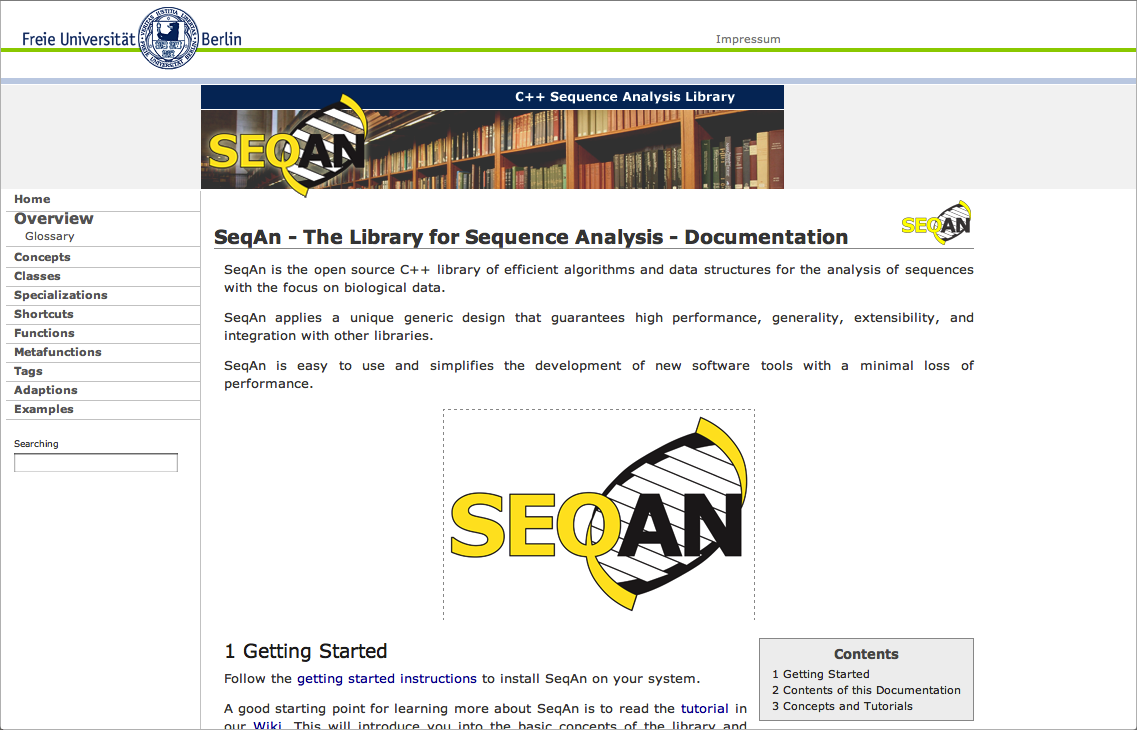 Freie Universität Berlin
Impressum
C++ Sequence Analysis Library
SEQAN
Home
Overview
Glossary
Concepts
Classes
Specializations
Shortcuts
Functions
Metafunctions
Tags
Adaptions
Examples
Searching
SEQAN
SeqAn - The Library for Sequence Analysis - Documentation
SeqAn is the open source C++ library of efficient algorithms and data structures for the analysis of sequences
with the focus on biological data.
SeqAn applies a unique generic design that guarantees high performance, generality, extensibility, and
integration with other libraries.
SeqAn is easy to use and simplifies the development of new software tools with a minimal loss of
performance.
SEQAN
1 Getting Started
Follow the getting started instructions to install SeqAn on your system.
A good starting point for learning more about SeqAn is to read the tutorial in
our Wiki. This will introduce you into the basic concepts of the library and
Contents
1 Getting Started
2 Contents of this Documentation
3 Concepts and Tutorials